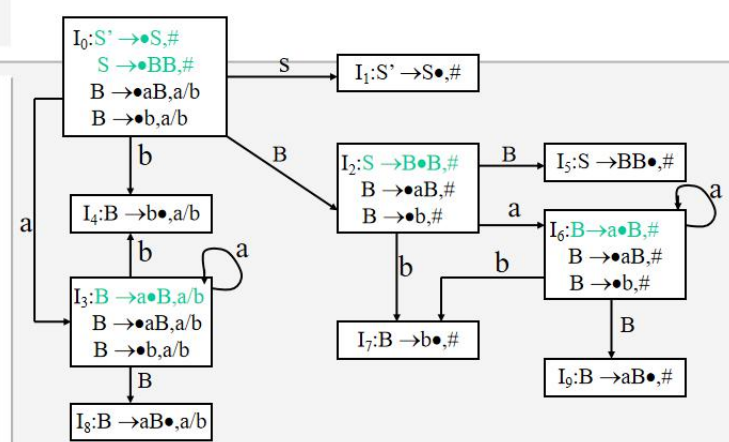 I₀:S’ →•S,#
S →•BB,#
B →•aB,a/b
B →•b,a/b
S
I₁:S’ →S•,#
b
B
a
I₂:S →B•B,#
B →•aB,#
B →•b,#
B
I₅:S →BB•,#
a
a
I₄:B →b•,a/b
b
a
I₆:B→a•B,#
B →•aB,#
B →•b,#
b
b
I₃:B →a•B,a/b
B →•aB,a/b
B →•b,a/b
I₇:B →b•,#
B
B
I₉:B →aB•,#
I₈:B →aB•,a/b